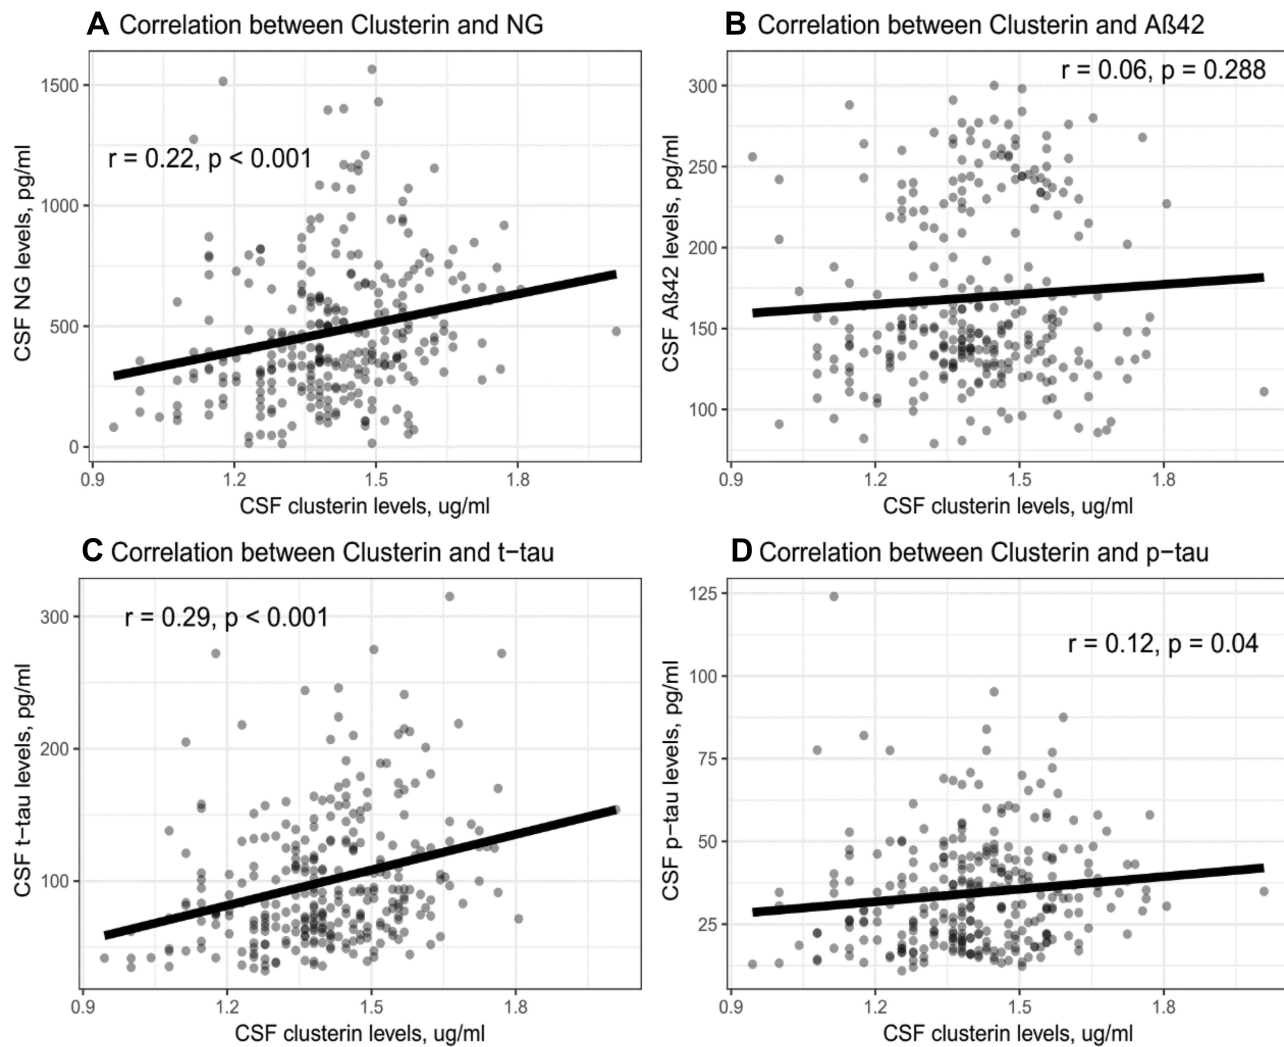 A Correlation between Clusterin and NG
CSF NG levels, pg/ml
1500
1000
500
0
r = 0.22, p < 0.001
0.9 1.2 1.5 1.8
CSF clusterin levels, ug/ml
B Correlation between Clusterin and Aß42
CSF Aß42 levels, pg/ml
300
250
200
150
100
r = 0.06, p = 0.288
0.9 1.2 1.5 1.8
CSF clusterin levels, ug/ml
C Correlation between Clusterin and t−tau
CSF t−tau levels, pg/ml
300
200
100
r = 0.29, p < 0.001
0.9 1.2 1.5 1.8
CSF clusterin levels, ug/ml
D Correlation between Clusterin and p−tau
CSF p−tau levels, pg/ml
125
100
75
50
25
r = 0.12, p = 0.04
0.9 1.2 1.5 1.8
CSF clusterin levels, ug/ml